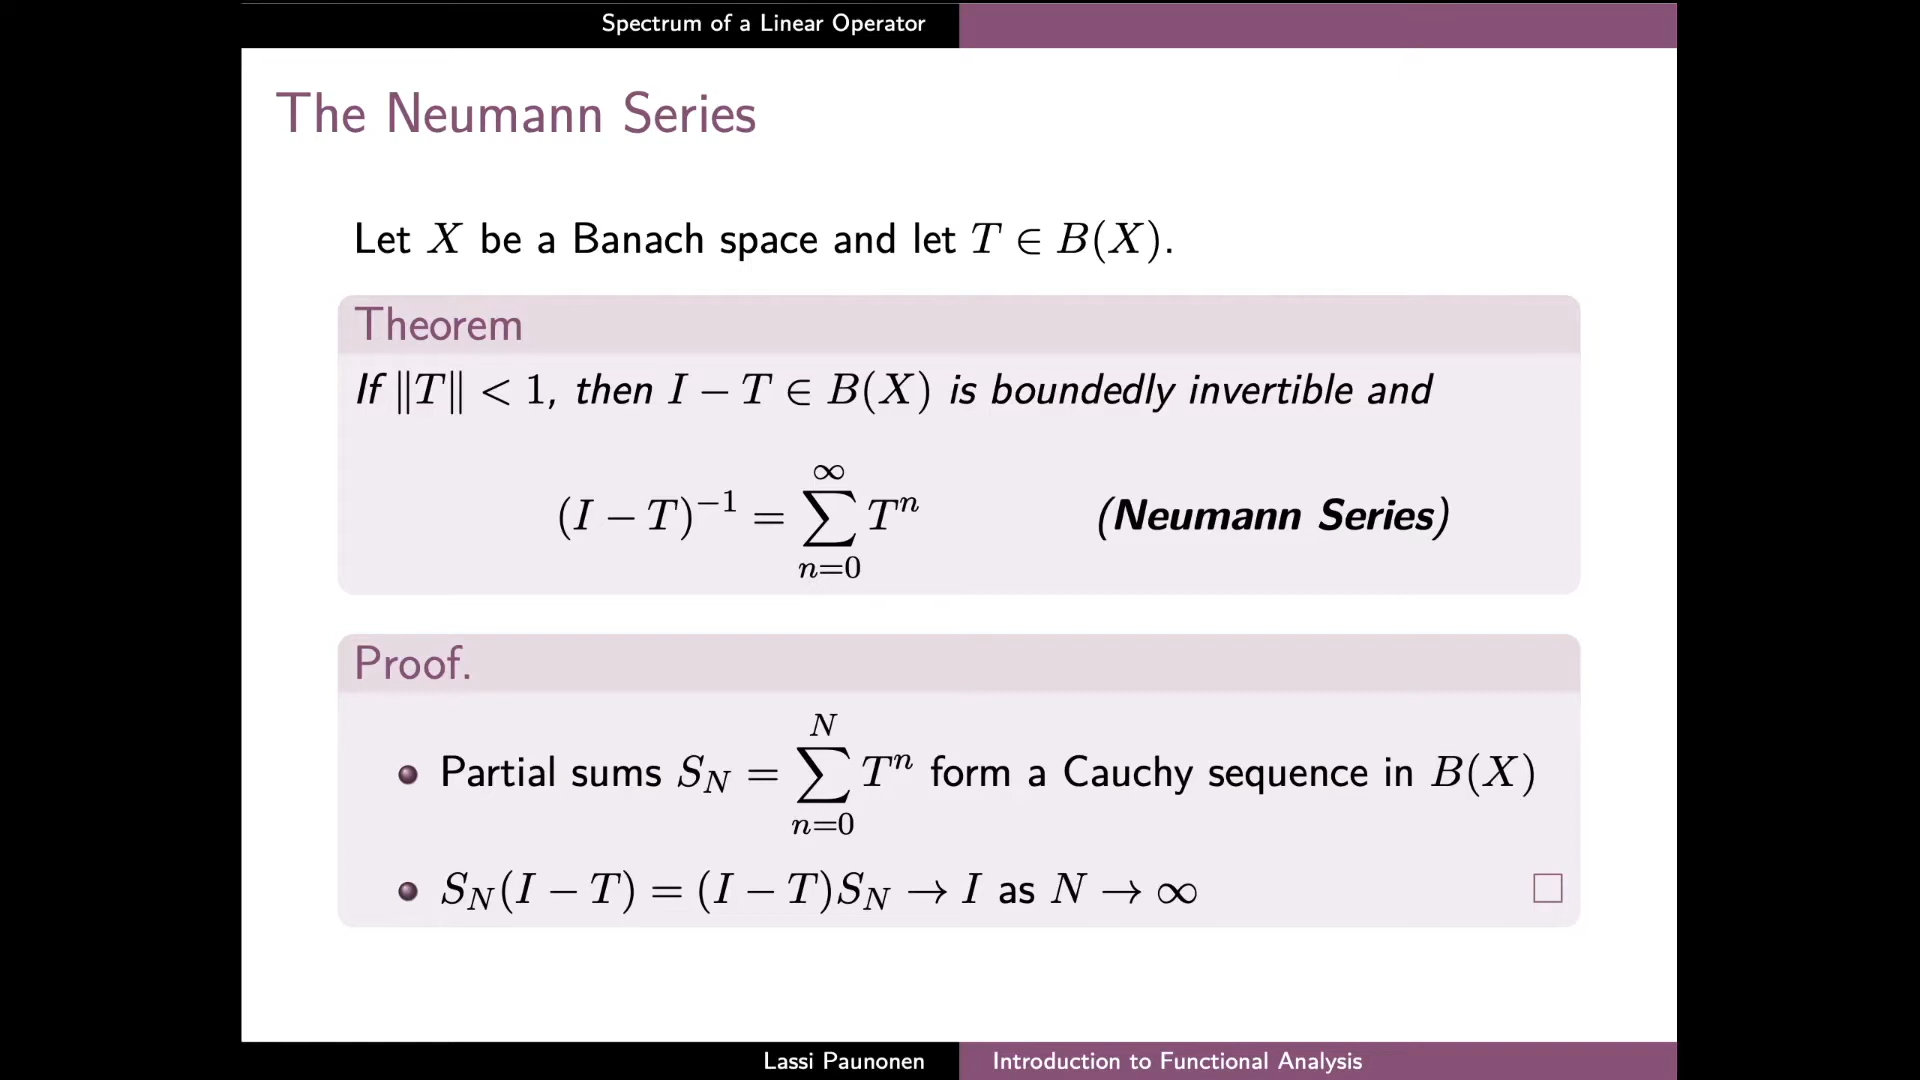 Spectrum of a Linear Operator
The Neumann Series
Let X be a Banach space and let T ∈ B(X).
Theorem
If ‖T‖ < 1, then I − T ∈ B(X) is boundedly invertible and
(I − T)⁻¹ = ∑_{n=0}^{∞} Tⁿ (Neumann Series)
Proof.
Partial sums S_N = ∑_{n=0}^{N} Tⁿ form a Cauchy sequence in B(X)
S_N(I − T) = (I − T)S_N → I as N → ∞ □
Lassi Paunonen Introduction to Functional Analysis